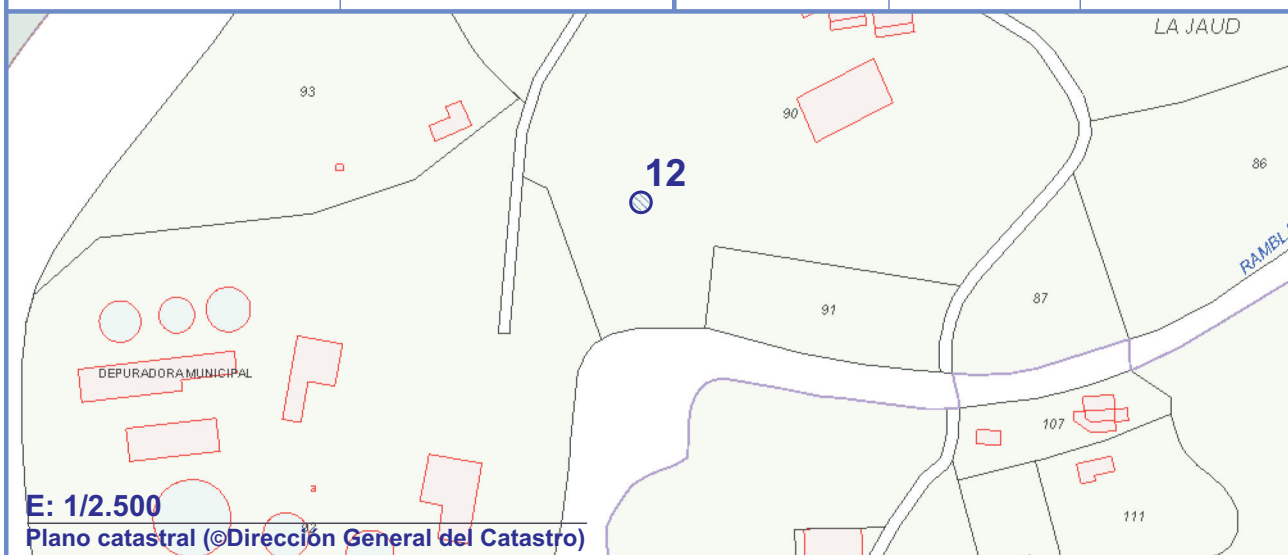 LA JAUD
93
90
12
86
RAMBL
91
87
DEPURADORA MUNICIPAL
107
E: 1/2.500
92
111
Plano catastral (©Dirección General del Catastro)